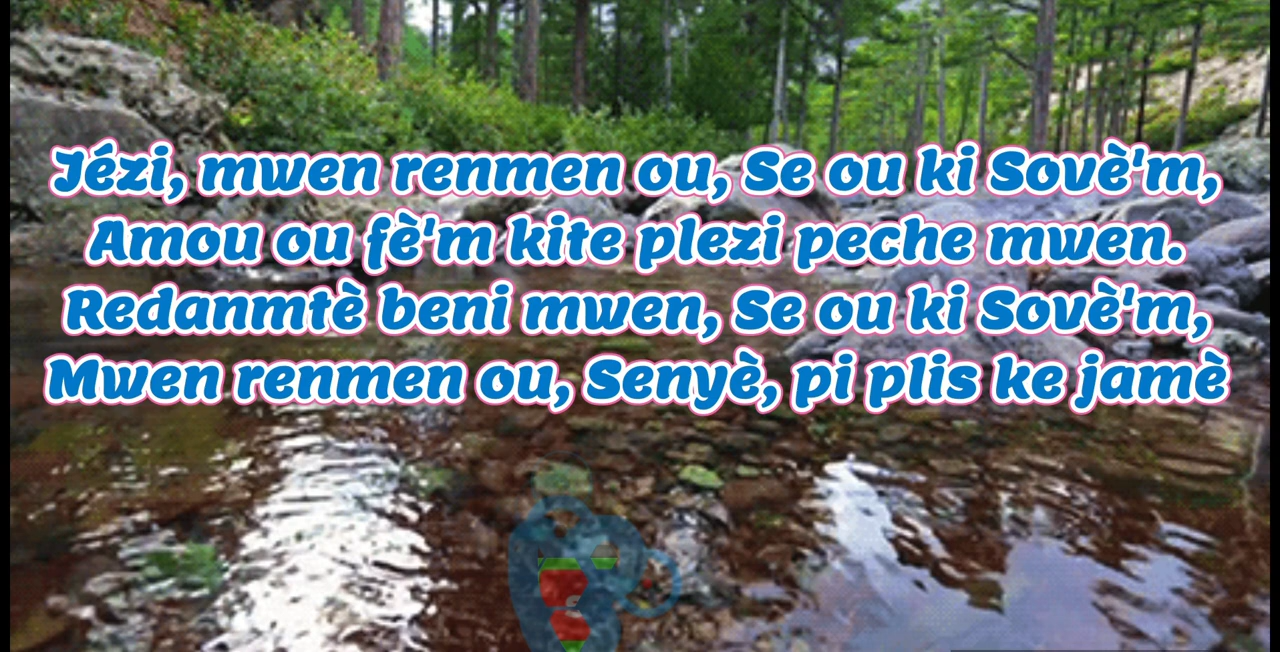 Jézi, mwen renmen ou, Se ou ki Sovè'm,
Amou ou fè'm kite plezi peche mwen.
Redanmtè beni mwen, Se ou ki Sovè'm,
Mwen renmen ou, Senyè, pi plis ke jamè